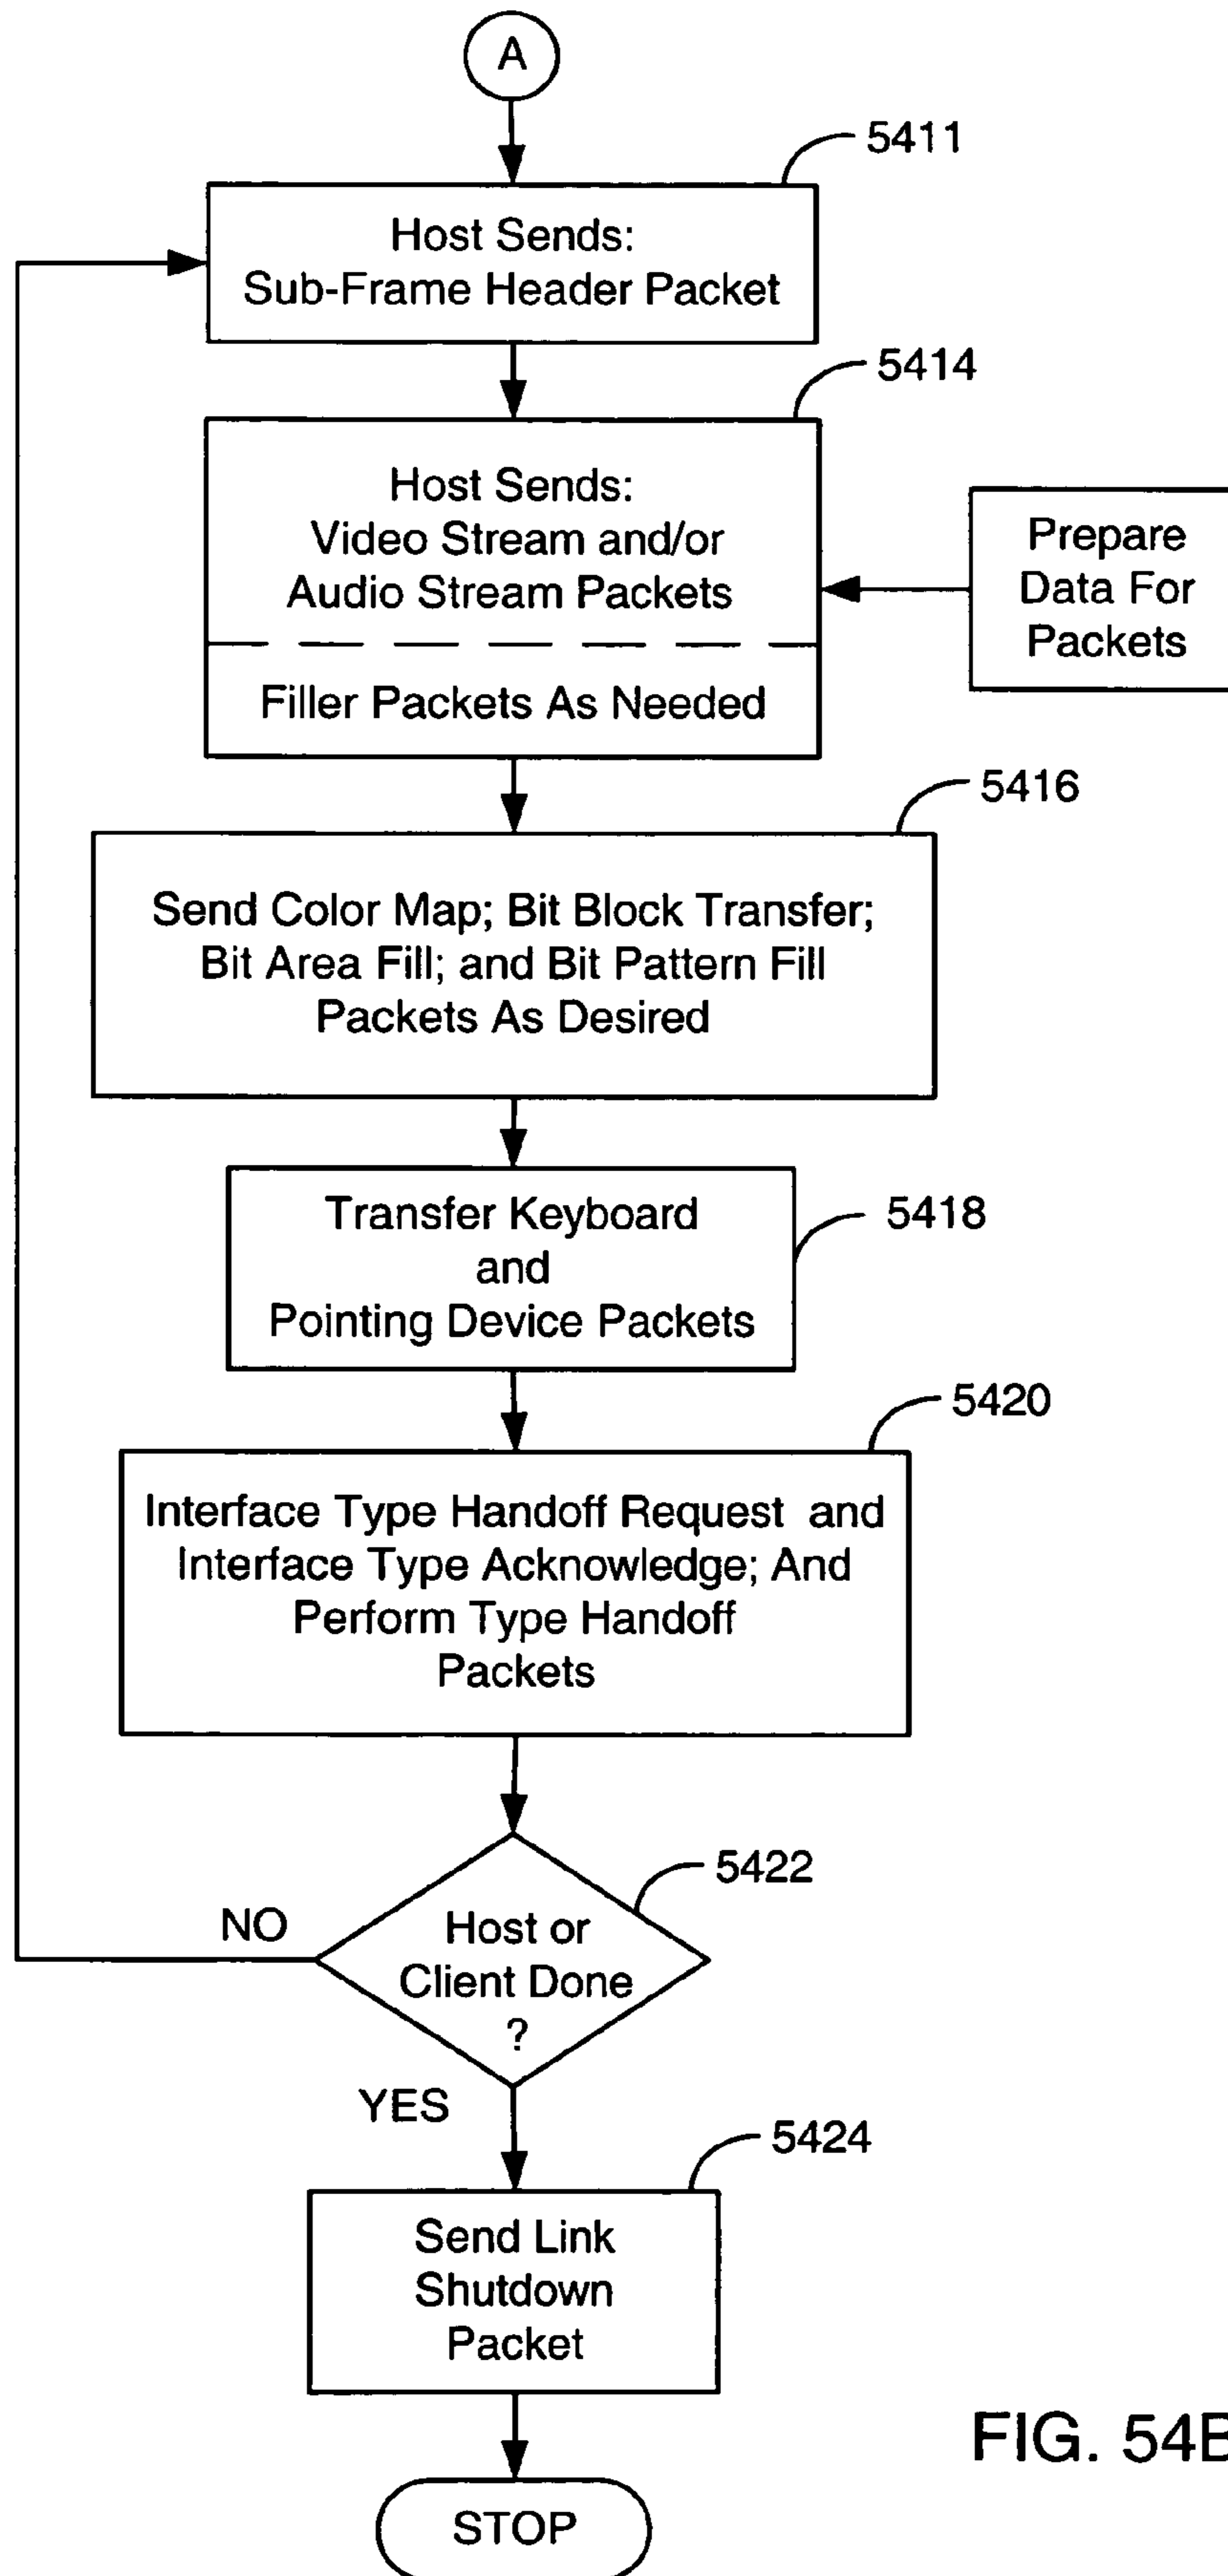 A
5411
Host Sends:
Sub-Frame Header Packet
5414
Host Sends:
Video Stream and/or
Audio Stream Packets
Filler Packets As Needed
Prepare
Data For
Packets
5416
Send Color Map; Bit Block Transfer;
Bit Area Fill; and Bit Pattern Fill
Packets As Desired
5418
Transfer Keyboard
and
Pointing Device Packets
5420
Interface Type Handoff Request and
Interface Type Acknowledge; And
Perform Type Handoff
Packets
5422
NO
Host or
Client Done
?
YES
5424
Send Link
Shutdown
Packet
FIG. 54B
STOP